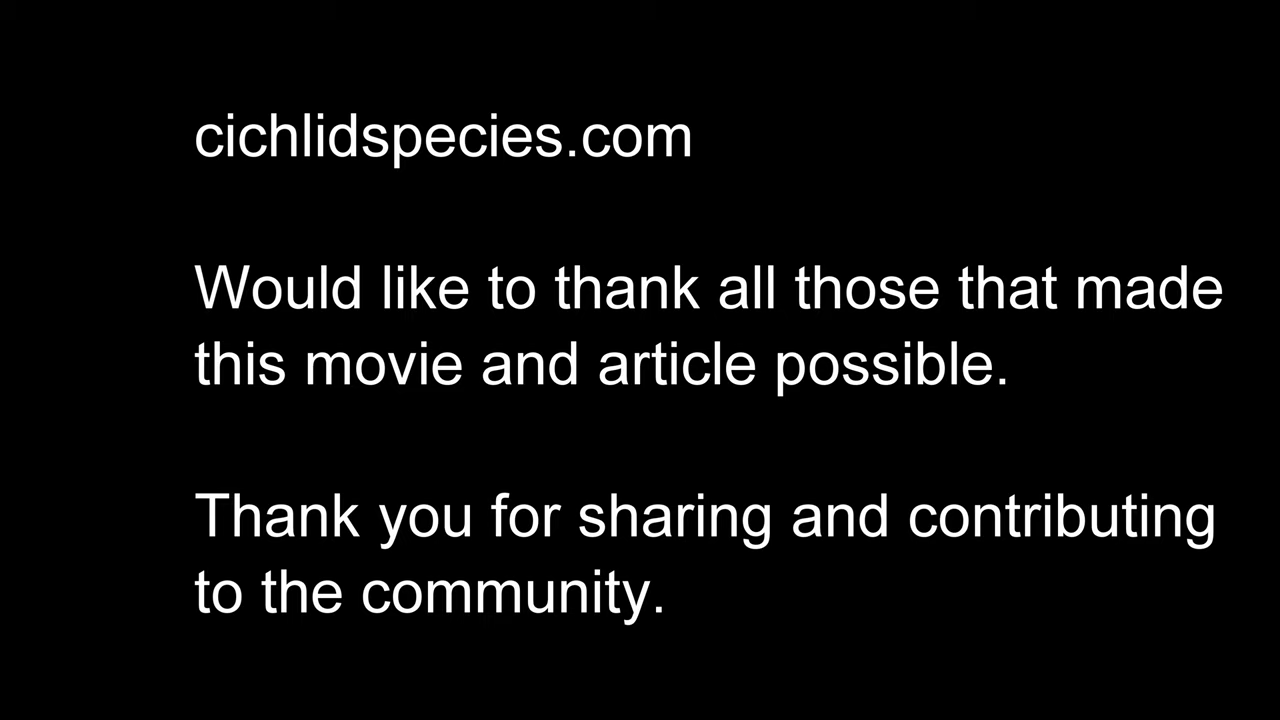 cichlidspecies.com
Would like to thank all those that made
this movie and article possible.
Thank you for sharing and contributing
to the community.